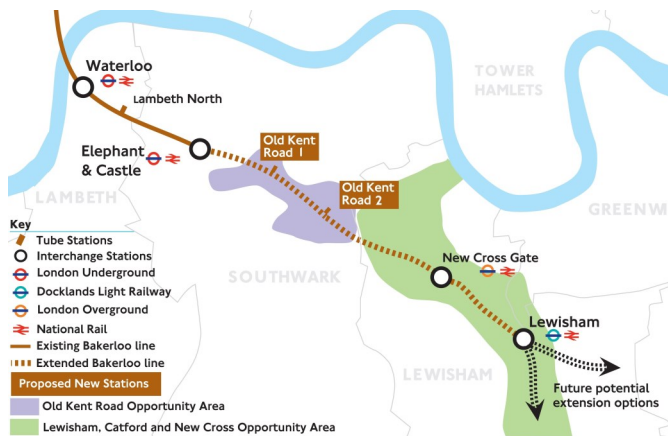 Waterloo
Lambeth North
TOWER
HAMLETS
Elephant
& Castle
Old Kent
Road 1
Old Kent
Road 2
LAMBETH
GREENW
Key
Tube Stations
Interchange Stations
London Underground
Docklands Light Railway
London Overground
National Rail
Existing Bakerloo line
Extended Bakerloo line
Proposed New Stations
Old Kent Road Opportunity Area
Lewisham, Catford and New Cross Opportunity Area
SOUTHWARK
New Cross Gate
Lewisham
LEWISHAM
Future potential
extension options